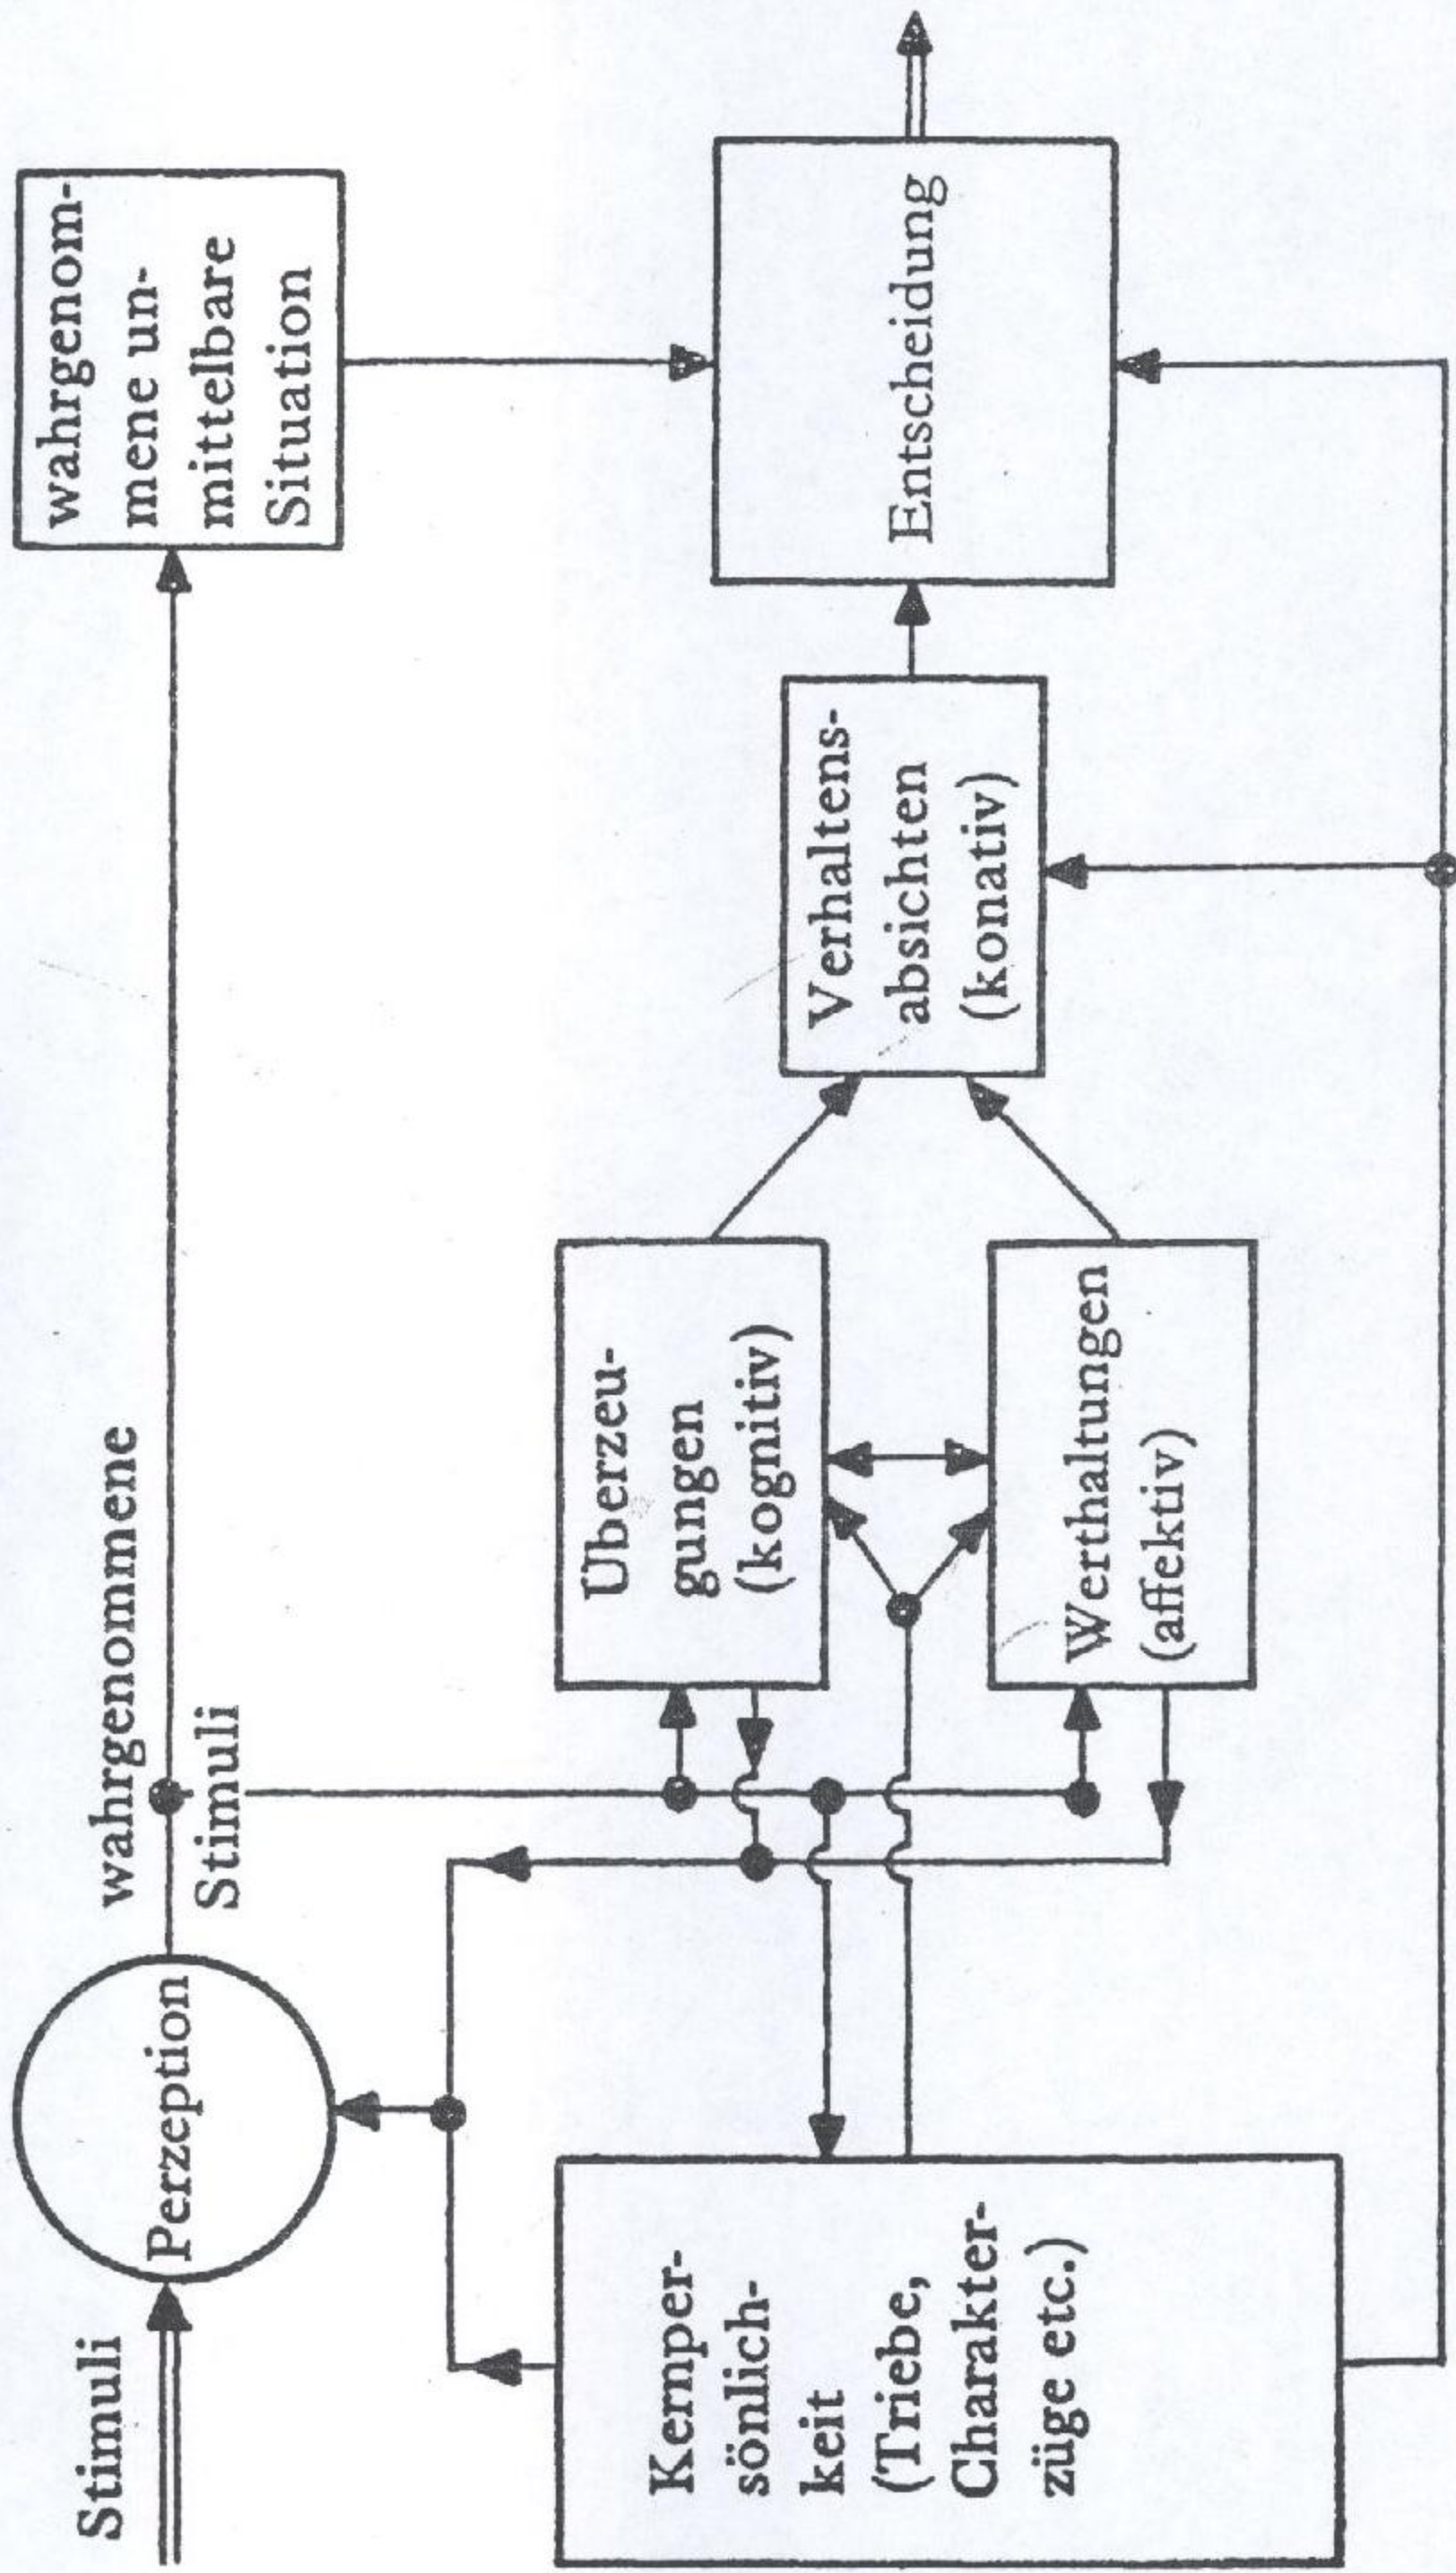 Stimuli
Perzeption
wahrgenommene
Stimuli
wahrgenom-
mene un-
mittelbare
Situation
Kernper-
sönlich-
keit
(Triebe,
Charakter-
züge etc.)
Überzeu-
gungen
(kognitiv)
Werthaltungen
(affektiv)
Verhaltens-
absichten
(konativ)
Entscheidung